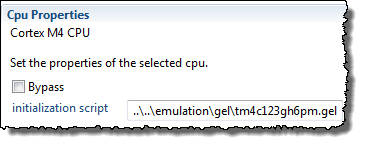 Cpu Properties
Cortex M4 CPU
Set the properties of the selected cpu.
Bypass
initialization script ..\..\emulation\gel\tm4c123gh6pm.gel